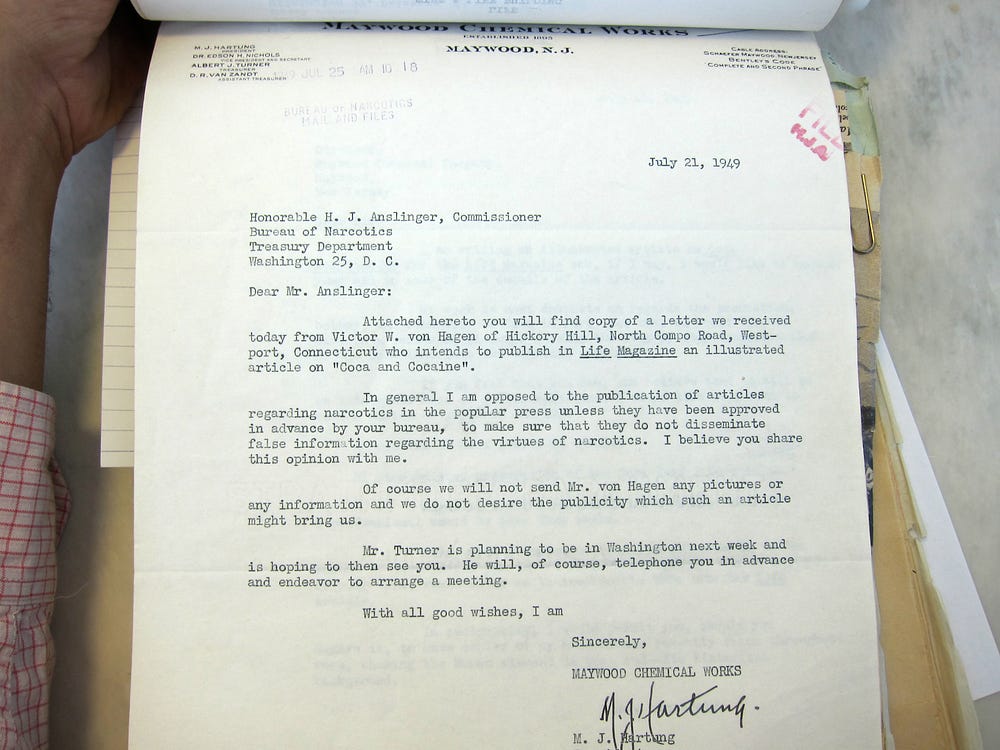 MAYWOOD CHEMICAL WORKS
ESTABLISHED 1895
MAYWOOD, N. J.
M. J. HARTUNG
PRESIDENT
DR. EDSON H. NICHOLS
VICE PRESIDENT AND SECRETARY
ALBERT J. TURNER
TREASURER
D. R. VAN ZANDT
ASSISTANT TREASURER
CABLE ADDRESS:
SCHAEFER MAYWOOD-NEWJERSEY
BENTLEY'S CODE
"COMPLETE AND SECOND PHRASE"
JUL 25 AM 10 18
BUREAU OF NARCOTICS
MAIL AND FILES
FILE
H.J.A.
July 21, 1949
Honorable H. J. Anslinger, Commissioner
Bureau of Narcotics
Treasury Department
Washington 25, D. C.
Dear Mr. Anslinger:
Attached hereto you will find copy of a letter we received
today from Victor W. von Hagen of Hickory Hill, North Compo Road, West-
port, Connecticut who intends to publish in Life Magazine an illustrated
article on "Coca and Cocaine".
In general I am opposed to the publication of articles
regarding narcotics in the popular press unless they have been approved
in advance by your bureau, to make sure that they do not disseminate
false information regarding the virtues of narcotics. I believe you share
this opinion with me.
Of course we will not send Mr. von Hagen any pictures or
any information and we do not desire the publicity which such an article
might bring us.
Mr. Turner is planning to be in Washington next week and
is hoping to then see you. He will, of course, telephone you in advance
and endeavor to arrange a meeting.
With all good wishes, I am
Sincerely,
MAYWOOD CHEMICAL WORKS
M. J. Hartung.
M. J. Hartung